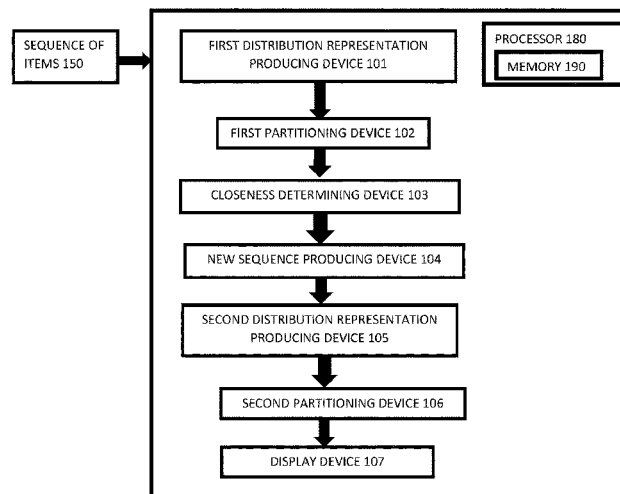 SEQUENCE OF
ITEMS 150
FIRST DISTRIBUTION REPRESENTATION
PRODUCING DEVICE 101
PROCESSOR 180
MEMORY 190
FIRST PARTITIONING DEVICE 102
CLOSENESS DETERMINING DEVICE 103
NEW SEQUENCE PRODUCING DEVICE 104
SECOND DISTRIBUTION REPRESENTATION
PRODUCING DEVICE 105
SECOND PARTITIONING DEVICE 106
DISPLAY DEVICE 107